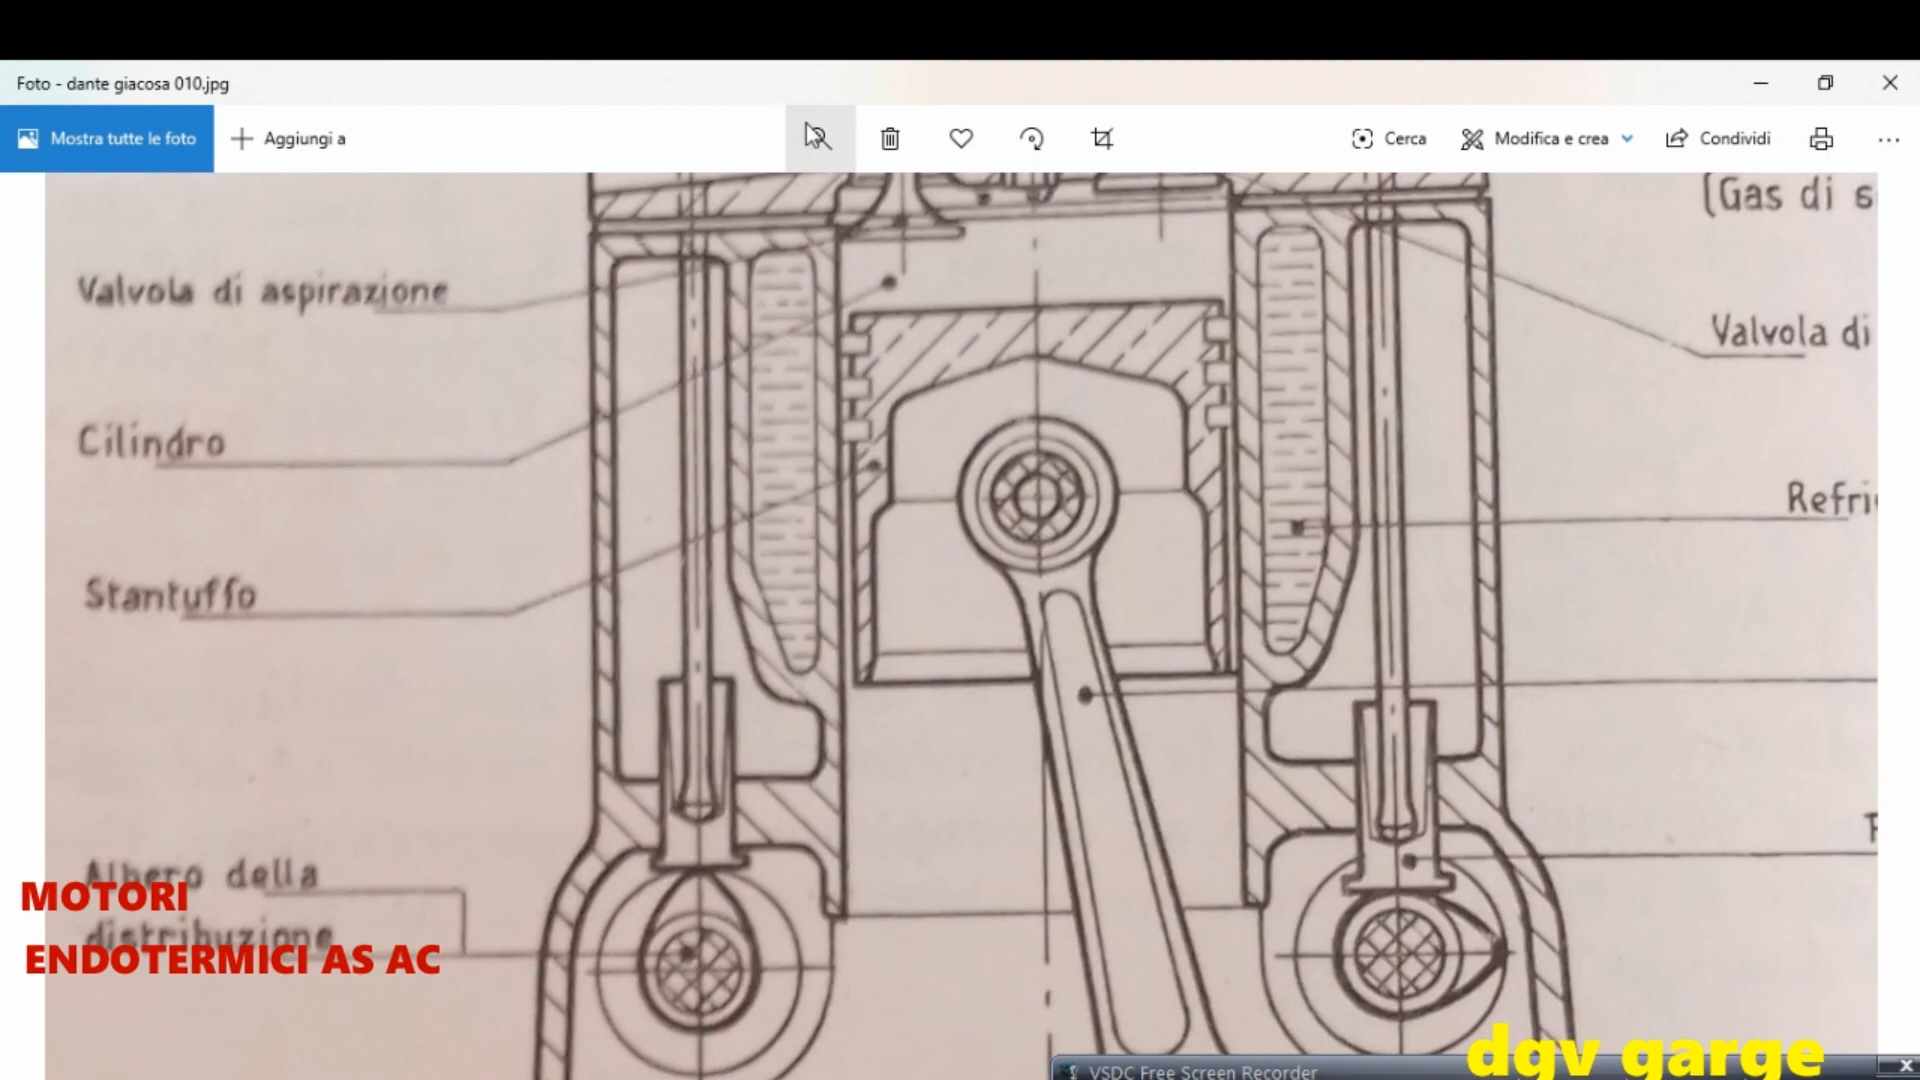 Foto - dante giacosa 010.jpg
Mostra tutte le foto
Aggiungi a
Cerca
Modifica e crea
Condividi
(Gas di s
Valvola di aspirazione
Valvola di
Cilindro
Refri
Stantuffo
Albero della
distribuzione
MOTORI
ENDOTERMICI AS AC
dgv garge
VSDC Free Screen Recorder